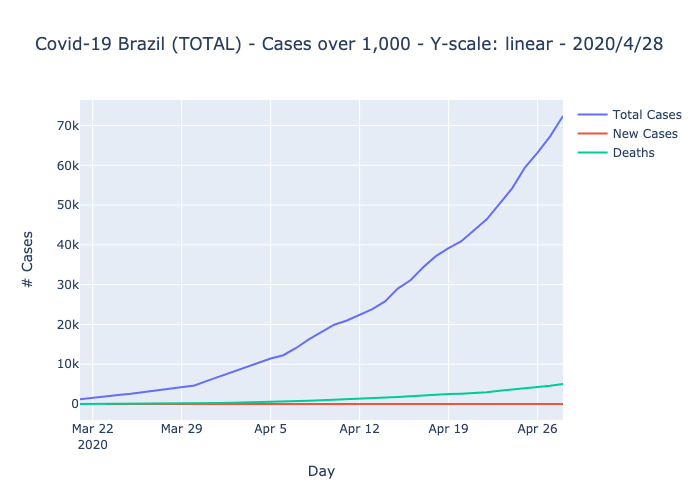 Covid-19 Brazil (TOTAL) - Cases over 1,000 - Y-scale: linear - 2020/4/28
Total Cases
New Cases
Deaths
# Cases
70k
60k
50k
40k
30k
20k
10k
0
Mar 22
2020
Mar 29
Apr 5
Apr 12
Apr 19
Apr 26
Day